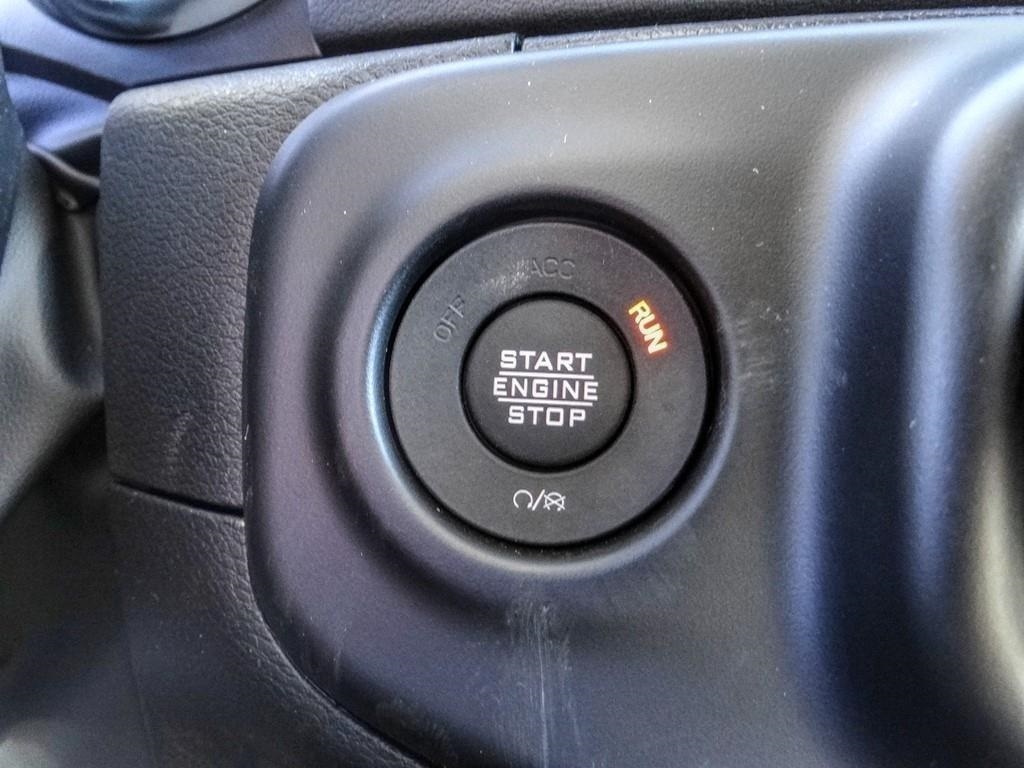 ACC
OFF
RUN
START
ENGINE
STOP